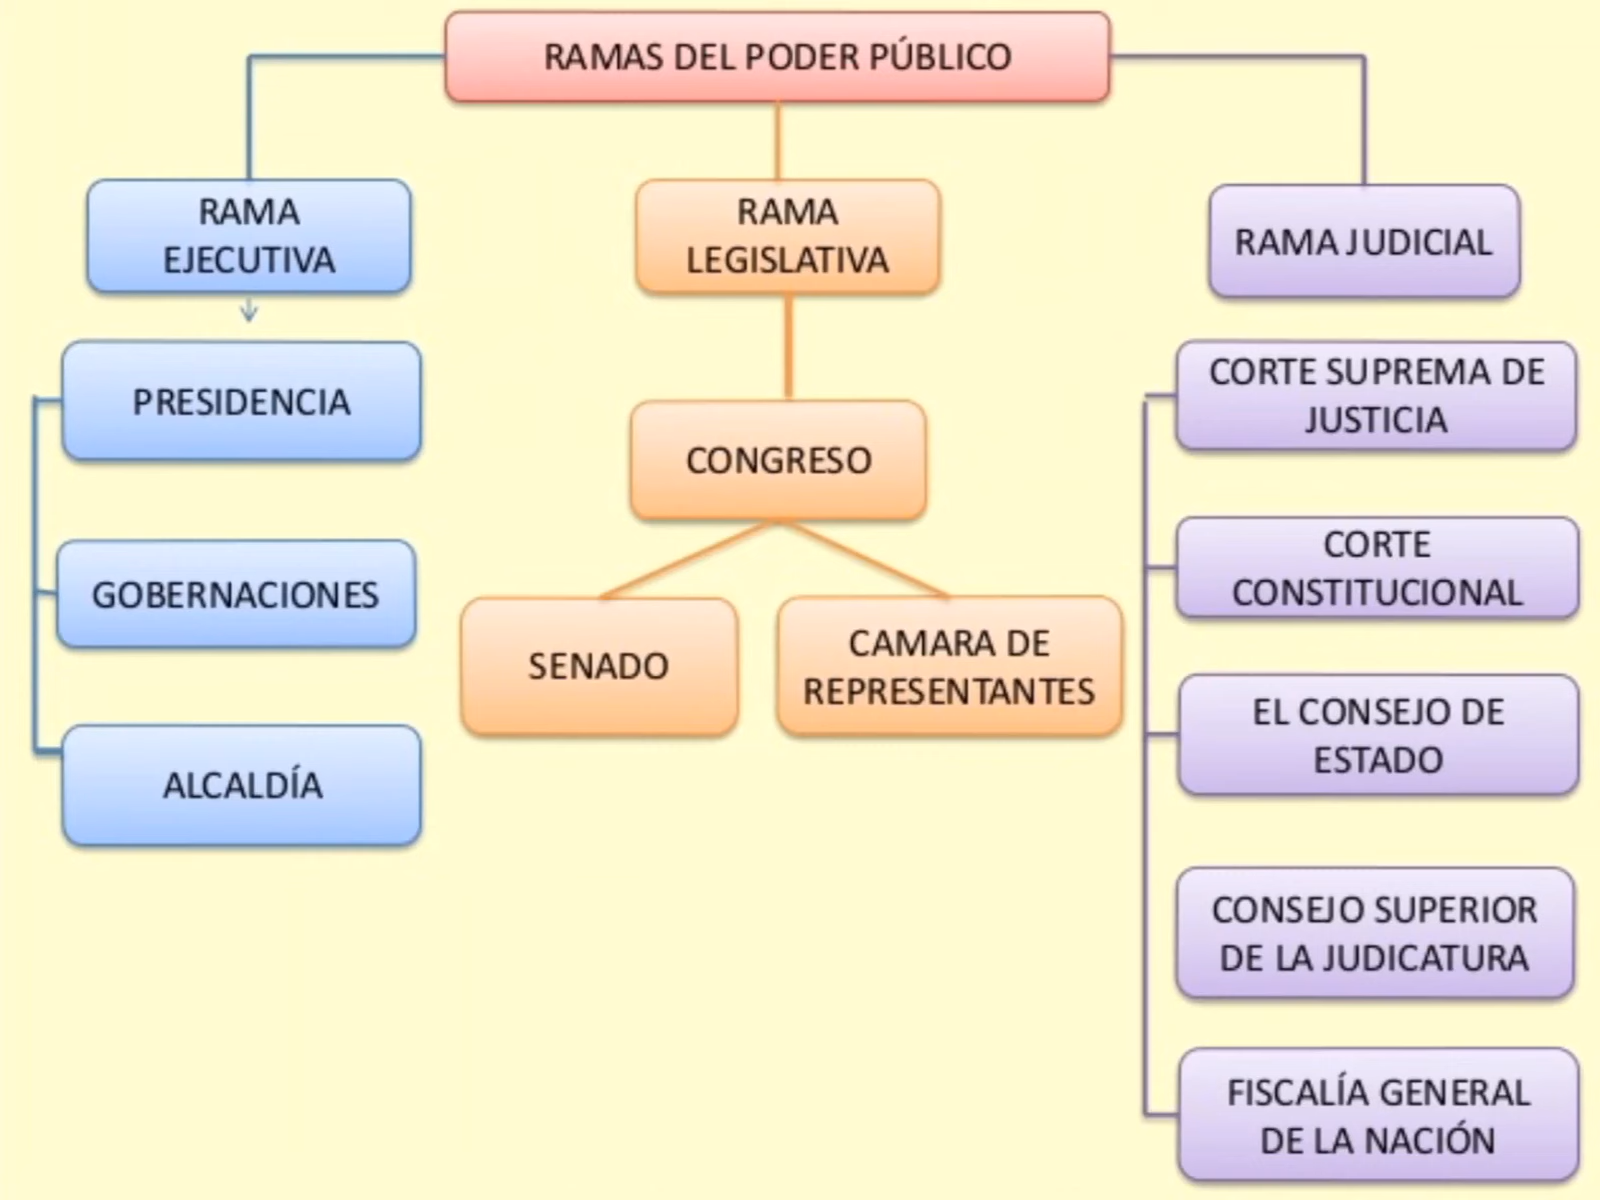 RAMAS DEL PODER PÚBLICO
RAMA
EJECUTIVA
PRESIDENCIA
GOBERNACIONES
ALCALDÍA
RAMA
LEGISLATIVA
CONGRESO
SENADO
CAMARA DE
REPRESENTANTES
RAMA JUDICIAL
CORTE SUPREMA DE
JUSTICIA
CORTE
CONSTITUCIONAL
EL CONSEJO DE
ESTADO
CONSEJO SUPERIOR
DE LA JUDICATURA
FISCALÍA GENERAL
DE LA NACIÓN